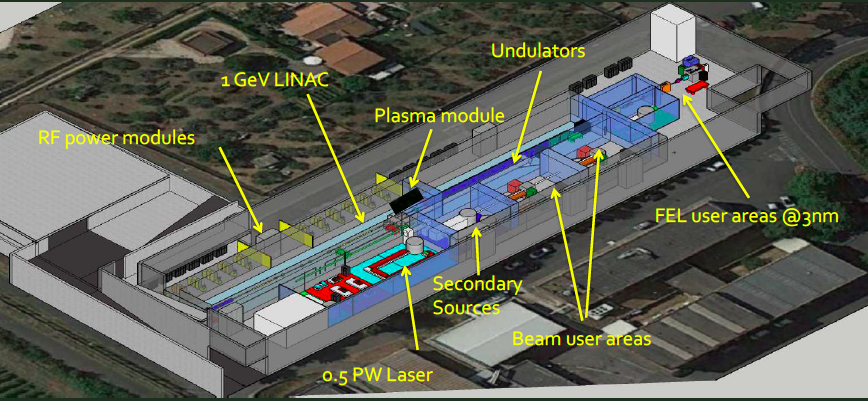 Undulators
1 GeV LINAC
Plasma module
RF power modules
FEL user areas @3nm
Secondary
Sources
Beam user areas
0.5 PW Laser